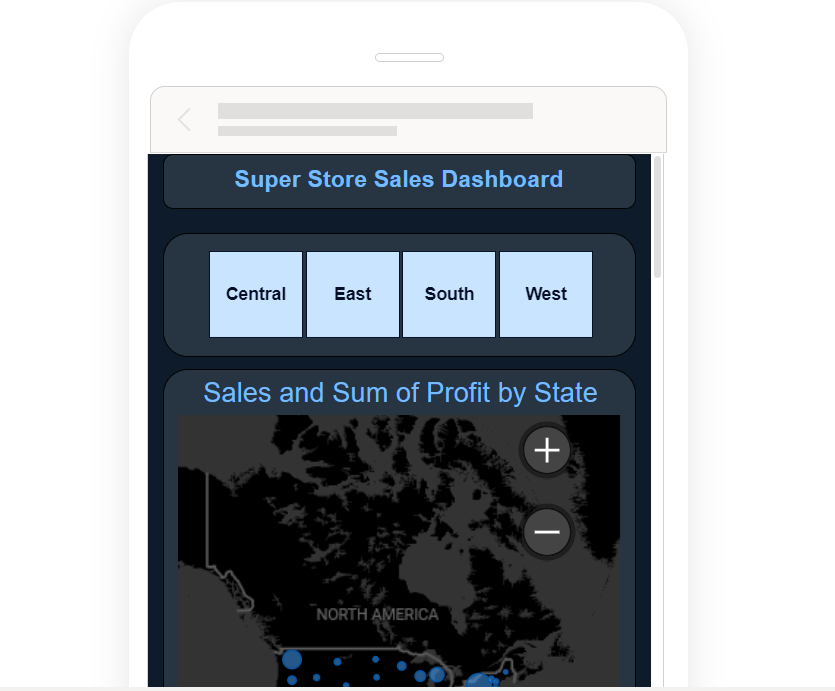 Super Store Sales Dashboard
Central East South West
Sales and Sum of Profit by State
NORTH AMERICA